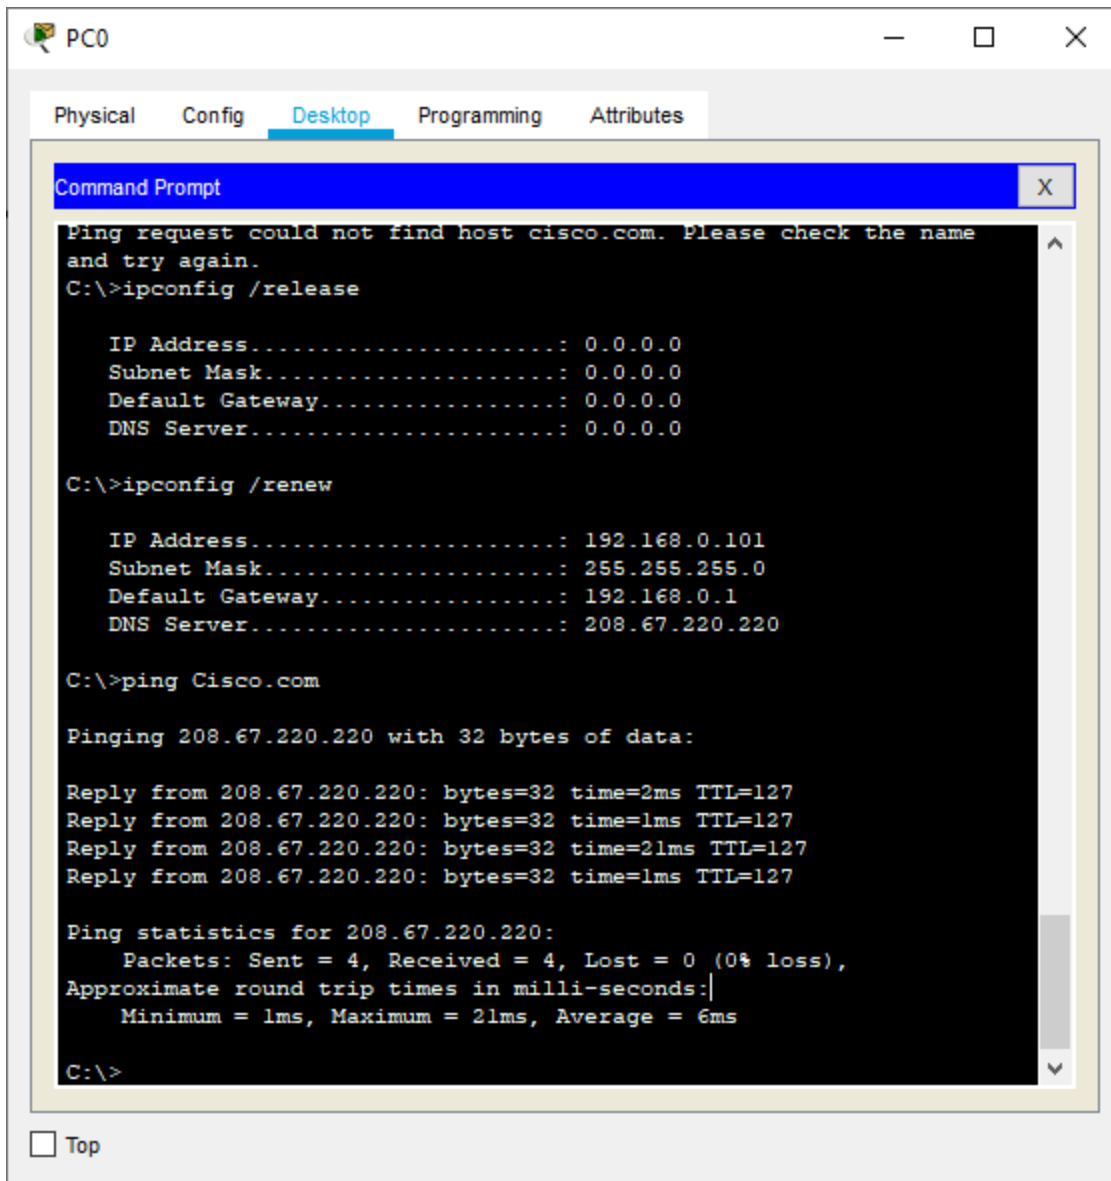 PC0
Physical Config Desktop Programming Attributes
Command Prompt X
Ping request could not find host cisco.com. Please check the name
and try again.
C:\>ipconfig /release
IP Address......................: 0.0.0.0
Subnet Mask.....................: 0.0.0.0
Default Gateway.................: 0.0.0.0
DNS Server......................: 0.0.0.0
C:\>ipconfig /renew
IP Address......................: 192.168.0.101
Subnet Mask.....................: 255.255.255.0
Default Gateway.................: 192.168.0.1
DNS Server......................: 208.67.220.220
C:\>ping Cisco.com
Pinging 208.67.220.220 with 32 bytes of data:
Reply from 208.67.220.220: bytes=32 time=2ms TTL=127
Reply from 208.67.220.220: bytes=32 time=1ms TTL=127
Reply from 208.67.220.220: bytes=32 time=21ms TTL=127
Reply from 208.67.220.220: bytes=32 time=1ms TTL=127
Ping statistics for 208.67.220.220:
Packets: Sent = 4, Received = 4, Lost = 0 (0% loss),
Approximate round trip times in milli-seconds:
Minimum = 1ms, Maximum = 21ms, Average = 6ms
C:\>
Top